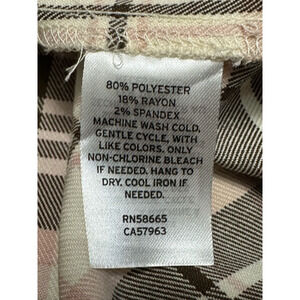 80% POLYESTER
18% RAYON
2% SPANDEX
MACHINE WASH COLD,
GENTLE CYCLE, WITH
LIKE COLORS. ONLY
NON-CHLORINE BLEACH
IF NEEDED. HANG TO
DRY. COOL IRON IF
NEEDED.
RN58665
CA57963